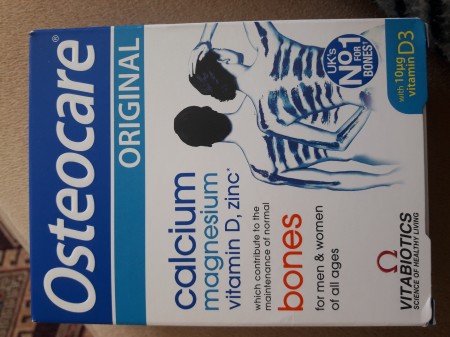 Osteocare®
ORIGINAL
UK's
No1
FOR
BONES
with 10µg
vitamin D3
calcium
magnesium
vitamin D, zinc*
which contribute to the
maintenance of normal
bones
for men & women
of all ages
VITABIOTICS
SCIENCE OF HEALTHY LIVING